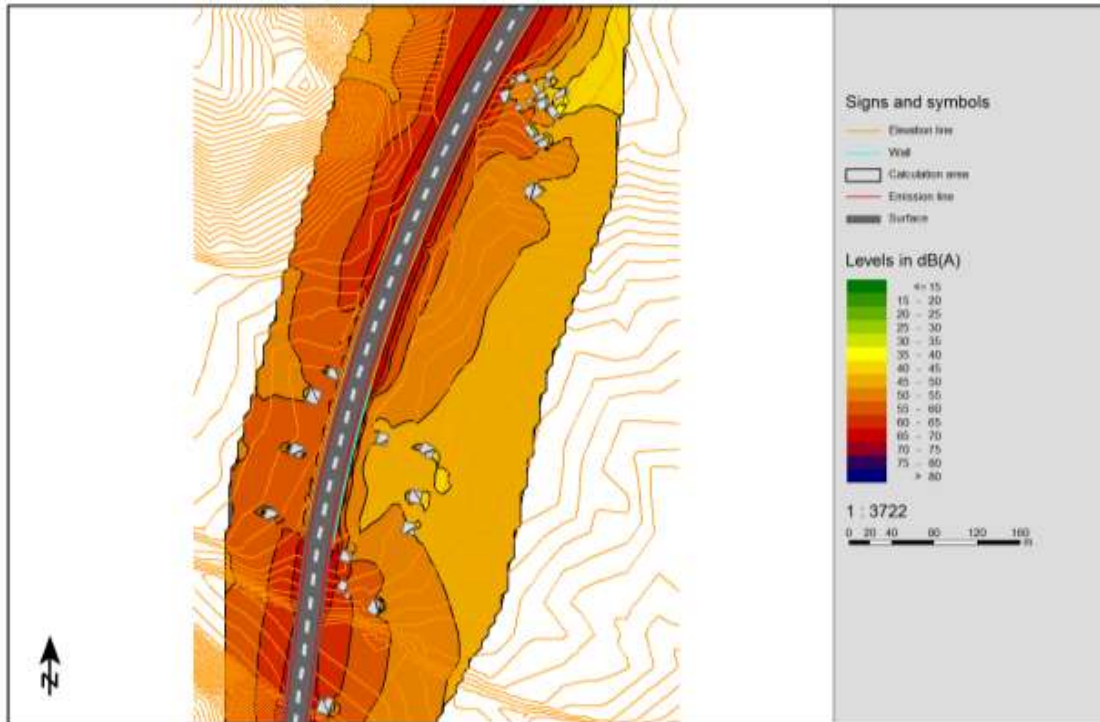 Signs and symbols
Elevation line
Wall
Calculation area
Emission line
Surface
Levels in dB(A)
<= 15
15 - 20
20 - 25
25 - 30
30 - 35
35 - 40
40 - 45
45 - 50
50 - 55
55 - 60
60 - 65
65 - 70
70 - 75
75 - 80
> 80
1 : 3722
0 20 40 80 120 160
m
N